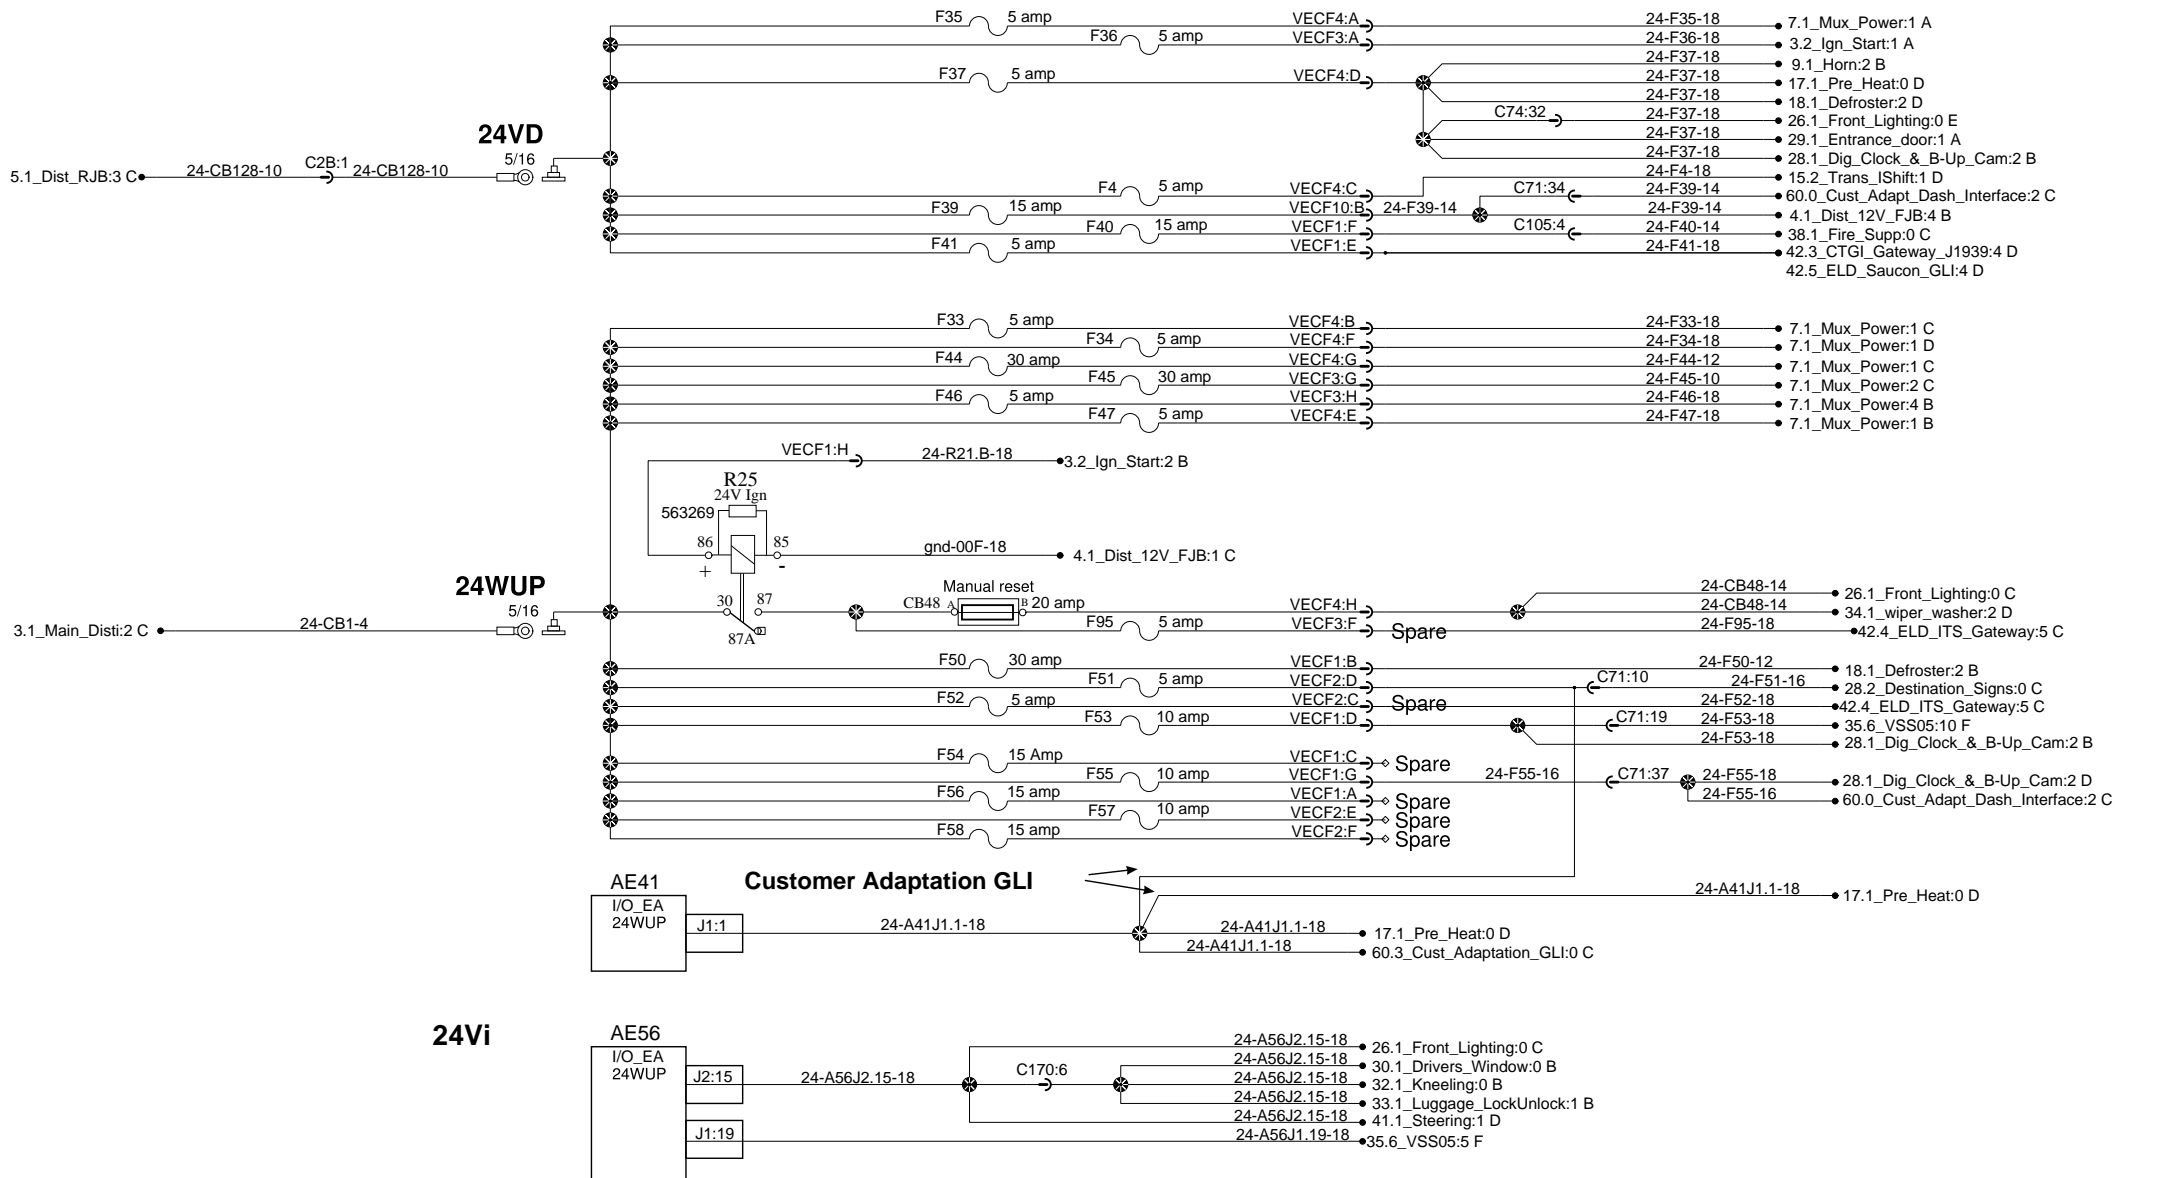 F35 5 amp VECF4:A 24-F35-18 7.1_Mux_Power:1 A
F36 5 amp VECF3:A 24-F36-18 3.2_Ign_Start:1 A
24-F37-18 9.1_Horn:2 B
F37 5 amp VECF4:D 24-F37-18 17.1_Pre_Heat:0 D
24-F37-18 18.1_Defroster:2 D
C74:32 24-F37-18 26.1_Front_Lighting:0 E
24VD 24-F37-18 29.1_Entrance_door:1 A
5/16 24-F37-18 28.1_Dig_Clock_&_B-Up_Cam:2 B
5.1_Dist_RJB:3 C 24-CB128-10 C2B:1 24-CB128-10 24-F4-18 15.2_Trans_IShift:1 D
F4 5 amp VECF4:C C71:34 24-F39-14 60.0_Cust_Adapt_Dash_Interface:2 C
F39 15 amp VECF10:B 24-F39-14 24-F39-14 4.1_Dist_12V_FJB:4 B
F40 15 amp VECF1:F C105:4 24-F40-14 38.1_Fire_Supp:0 C
F41 5 amp VECF1:E 24-F41-18 42.3_CTGI_Gateway_J1939:4 D
42.5_ELD_Saucon_GLI:4 D
F33 5 amp VECF4:B 24-F33-18 7.1_Mux_Power:1 C
F34 5 amp VECF4:F 24-F34-18 7.1_Mux_Power:1 D
F44 30 amp VECF4:G 24-F44-12 7.1_Mux_Power:1 C
F45 30 amp VECF3:G 24-F45-10 7.1_Mux_Power:2 C
F46 5 amp VECF3:H 24-F46-18 7.1_Mux_Power:4 B
F47 5 amp VECF4:E 24-F47-18 7.1_Mux_Power:1 B
VECF1:H 24-R21.B-18 3.2_Ign_Start:2 B
R25
24V Ign
563269
86 85 gnd-00F-18 4.1_Dist_12V_FJB:1 C
+ -
24WUP Manual reset 24-CB48-14 26.1_Front_Lighting:0 C
5/16 30 87 CB48 A B 20 amp VECF4:H 24-CB48-14 34.1_wiper_washer:2 D
3.1_Main_Disti:2 C 24-CB1-4 87A F95 5 amp VECF3:F Spare 24-F95-18 42.4_ELD_ITS_Gateway:5 C
F50 30 amp VECF1:B 24-F50-12 18.1_Defroster:2 B
F51 5 amp VECF2:D C71:10 24-F51-16 28.2_Destination_Signs:0 C
F52 5 amp VECF2:C Spare 24-F52-18 42.4_ELD_ITS_Gateway:5 C
F53 10 amp VECF1:D C71:19 24-F53-18 35.6_VSS05:10 F
24-F53-18 28.1_Dig_Clock_&_B-Up_Cam:2 B
F54 15 Amp VECF1:C Spare
F55 10 amp VECF1:G 24-F55-16 C71:37 24-F55-18 28.1_Dig_Clock_&_B-Up_Cam:2 D
F56 15 amp VECF1:A Spare 24-F55-16 60.0_Cust_Adapt_Dash_Interface:2 C
F57 10 amp VECF2:E Spare
F58 15 amp VECF2:F Spare
AE41 Customer Adaptation GLI
I/O_EA 24-A41J1.1-18 17.1_Pre_Heat:0 D
24WUP
J1:1 24-A41J1.1-18 24-A41J1.1-18 17.1_Pre_Heat:0 D
24-A41J1.1-18 60.3_Cust_Adaptation_GLI:0 C
24Vi AE56
I/O_EA 24-A56J2.15-18 26.1_Front_Lighting:0 C
24WUP 24-A56J2.15-18 30.1_Drivers_Window:0 B
J2:15 24-A56J2.15-18 C170:6 24-A56J2.15-18 32.1_Kneeling:0 B
24-A56J2.15-18 33.1_Luggage_LockUnlock:1 B
24-A56J2.15-18 41.1_Steering:1 D
J1:19 24-A56J1.19-18 35.6_VSS05:5 F